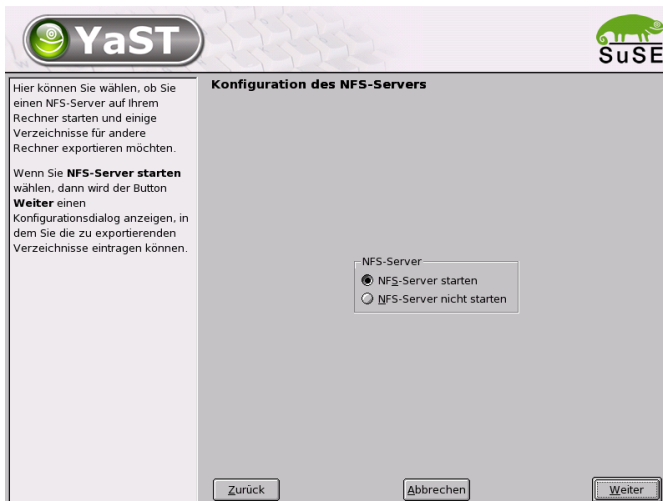 YaST
SuSE
Hier können Sie wählen, ob Sie
einen NFS-Server auf Ihrem
Rechner starten und einige
Verzeichnisse für andere
Rechner exportieren möchten.
Wenn Sie NFS-Server starten
wählen, dann wird der Button
Weiter einen
Konfigurationsdialog anzeigen, in
dem Sie die zu exportierenden
Verzeichnisse eintragen können.
Konfiguration des NFS-Servers
NFS-Server
NFS-Server starten
NFS-Server nicht starten
Zurück
Abbrechen
Weiter